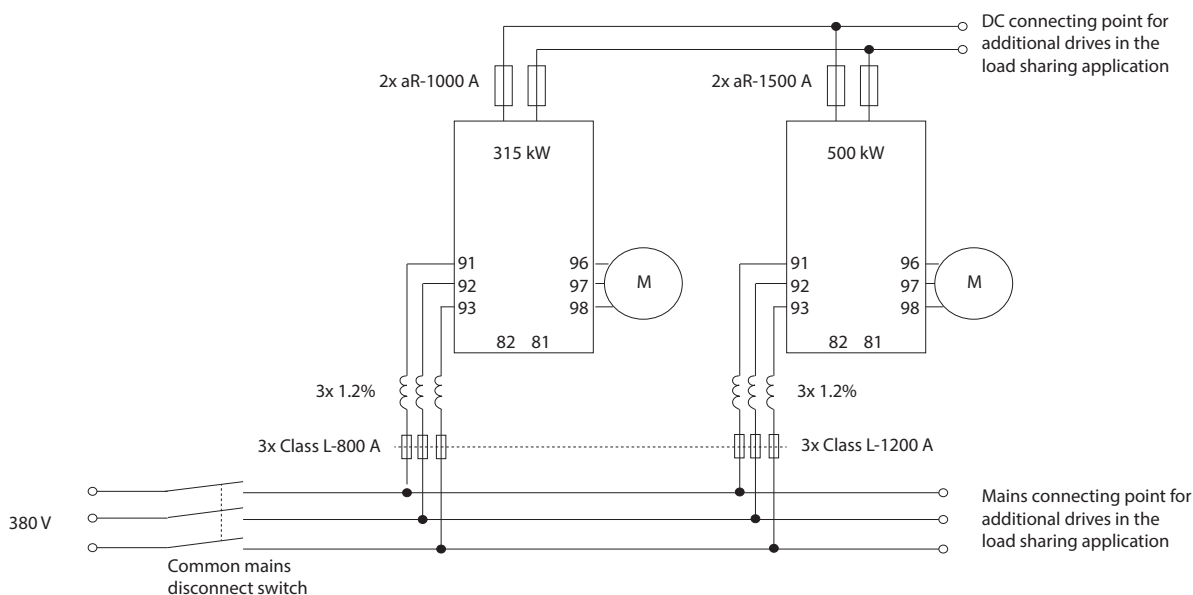 DC connecting point for
additional drives in the
load sharing application
2x aR-1000 A
2x aR-1500 A
315 kW
500 kW
91
96
92
97
93
98
M
82 81
91
96
92
97
93
98
M
82 81
3x 1.2%
3x 1.2%
3x Class L-800 A
3x Class L-1200 A
380 V
Mains connecting point for
additional drives in the
load sharing application
Common mains
disconnect switch